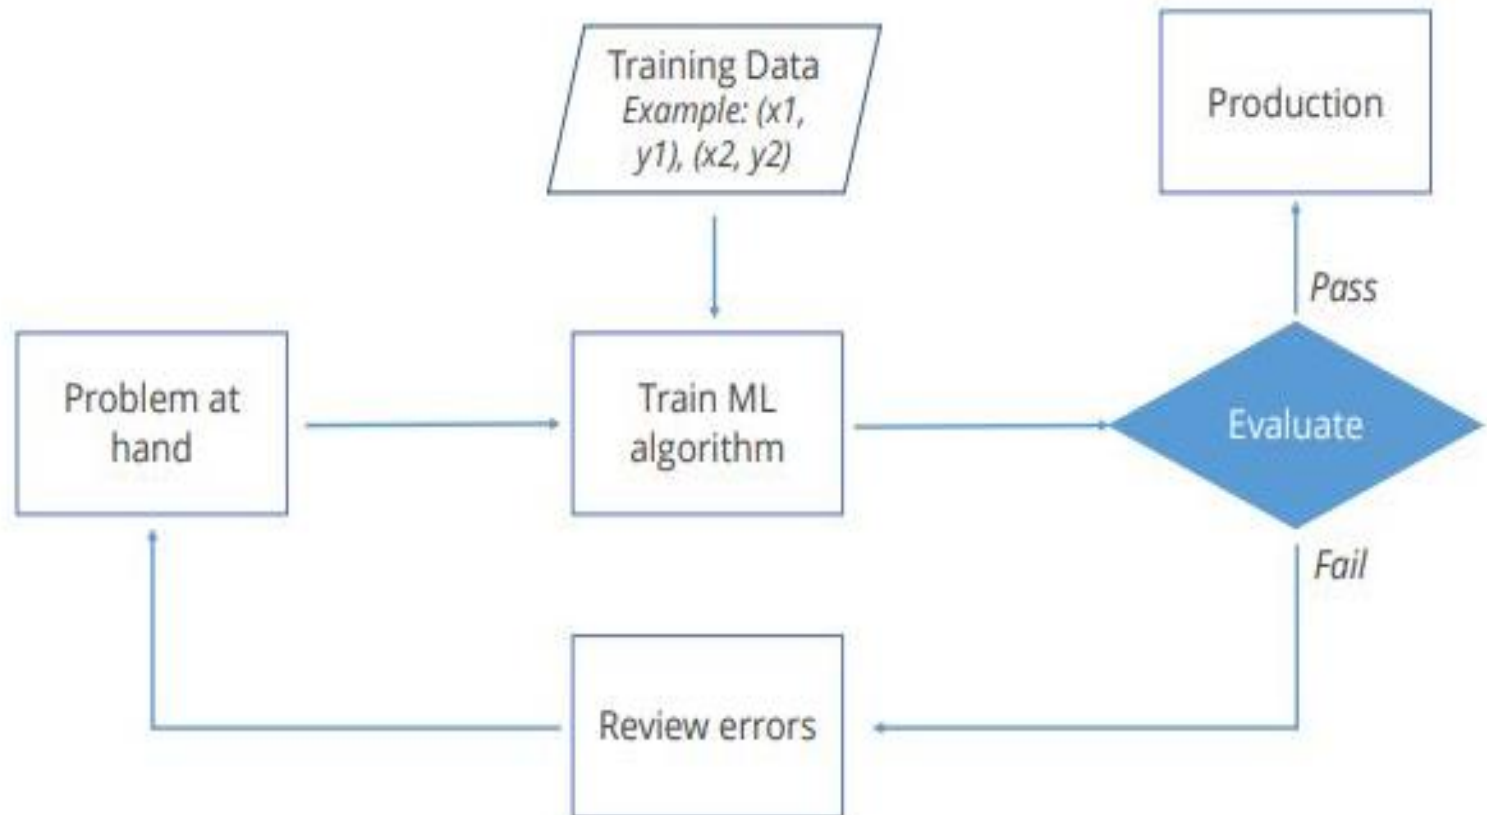 Training Data
Example: (x1,
y1), (x2, y2)
Production
Pass
Problem at
hand
Train ML
algorithm
Evaluate
Fail
Review errors